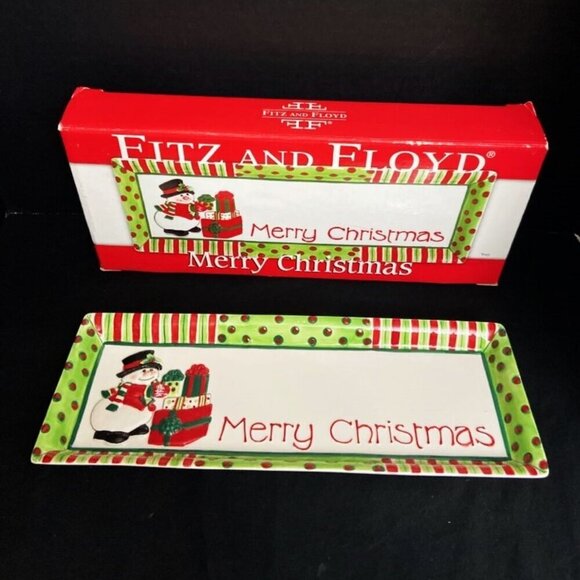 FITZ AND FLOYD
FITZ AND FLOYD®
Merry Christmas
Merry Christmas
Merry Christmas